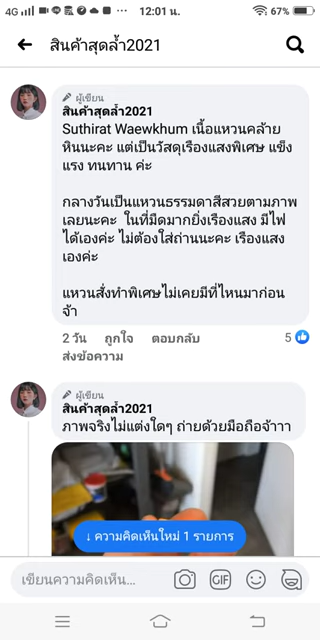 4G
12:01 น.
67%
สินค้าสุดล้ำ2021
ผู้เขียน
สินค้าสุดล้ำ2021
Suthirat Waewkhum เนื้อแหวนคล้าย
หินนะคะ แต่เป็นวัสดุเรืองแสงพิเศษ แข็ง
แรง ทนทาน ค่ะ
กลางวันเป็นแหวนธรรมดาสีสวยตามภาพ
เลยนะคะ ในที่มืดมากยิ่งเรืองแสง มีไฟ
ได้เองค่ะ ไม่ต้องใส่ถ่านนะคะ เรืองแสง
เองค่ะ
แหวนสั่งทำพิเศษไม่เคยมีที่ไหนมาก่อน
จ้า
2 วัน ถูกใจ ตอบกลับ 5
ส่งข้อความ
ผู้เขียน
สินค้าสุดล้ำ2021
ภาพจริงไม่แต่งใดๆ ถ่ายด้วยมือถือจ้าาา
↓ ความคิดเห็นใหม่ 1 รายการ
เขียนความคิดเห็น...
GIF